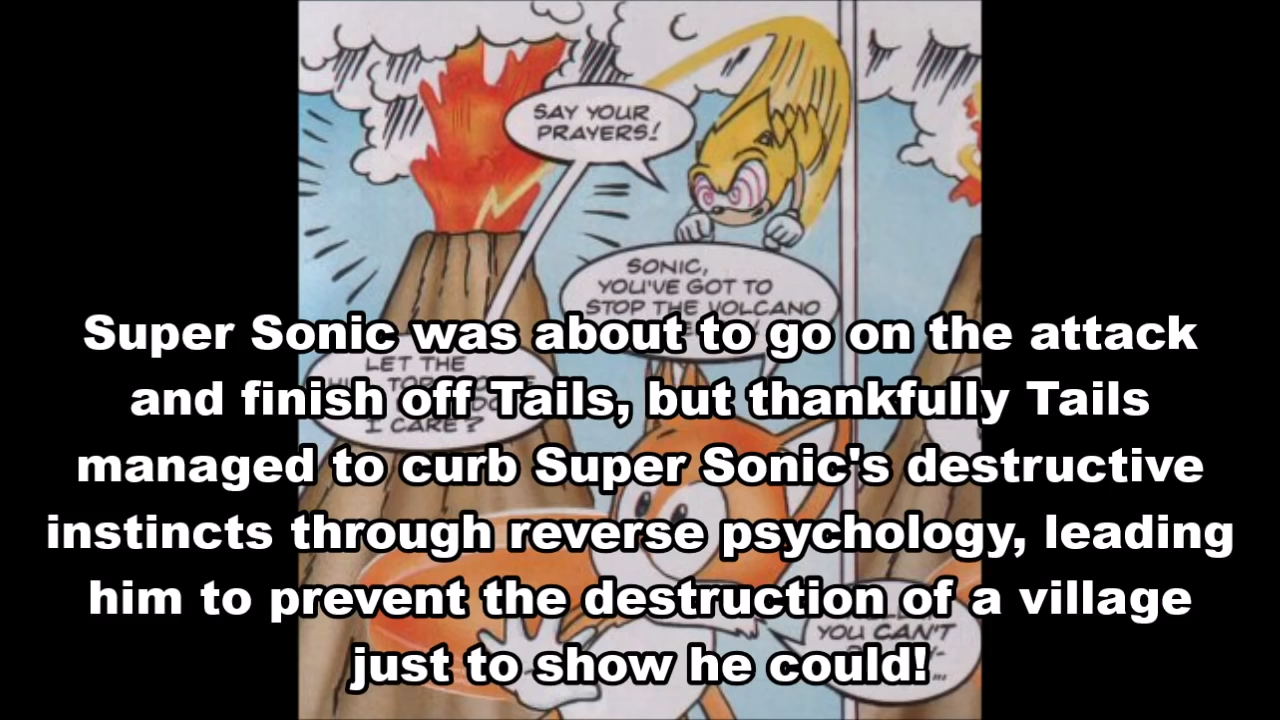 SAY YOUR
PRAYERS!
SONIC,
YOU'VE GOT TO
STOP THE VOLCANO
Super Sonic was about to go on the attack
and finish off Tails, but thankfully Tails
managed to curb Super Sonic's destructive
instincts through reverse psychology, leading
him to prevent the destruction of a village
just to show he could!
LET THE
I CARE?
YOU CAN'T